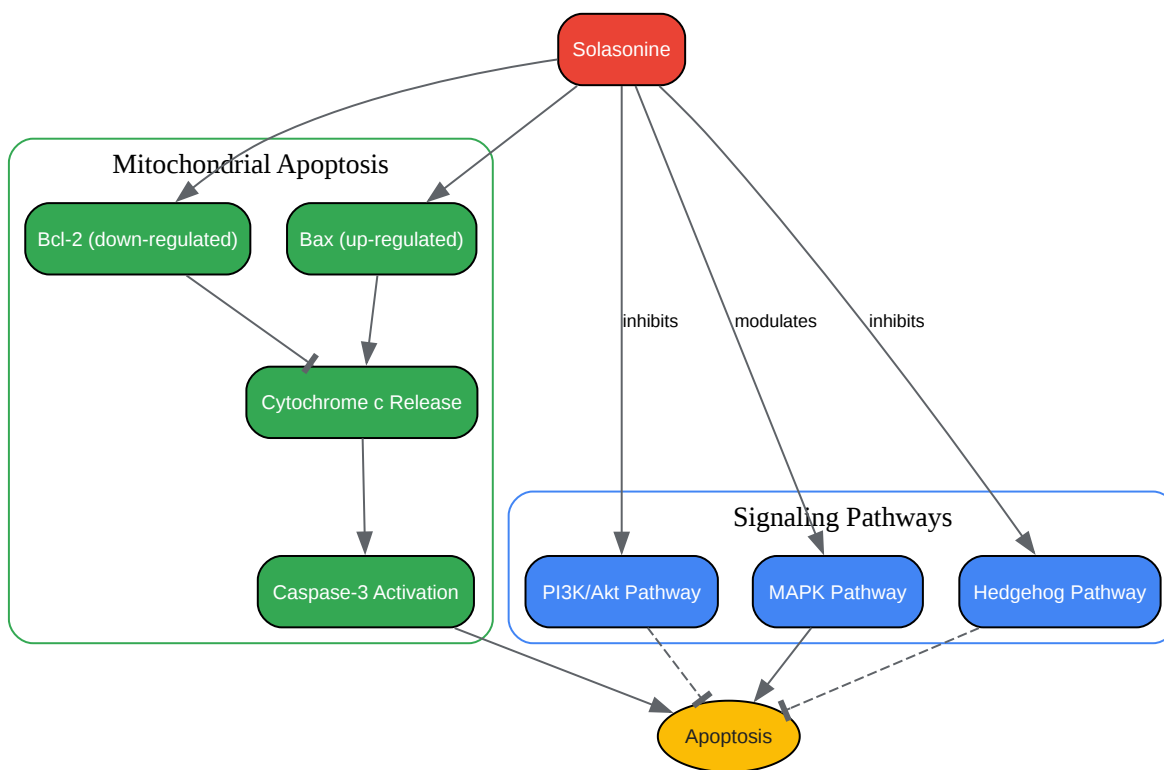 Solasonine
Mitochondrial Apoptosis
Bcl-2 (down-regulated)
Bax (up-regulated)
inhibits
modulates
inhibits
Cytochrome c Release
Signaling Pathways
Caspase-3 Activation
PI3K/Akt Pathway
MAPK Pathway
Hedgehog Pathway
Apoptosis